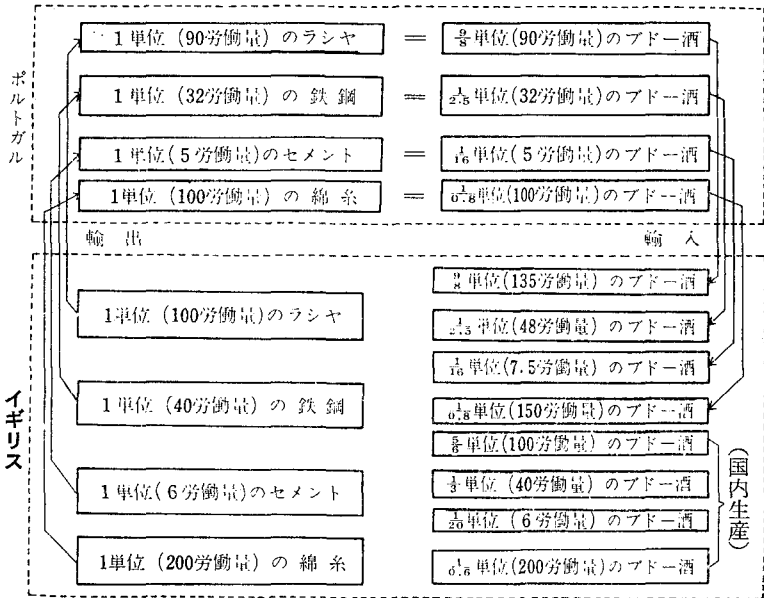 ポルトガル
1単位(90労働量)のラシヤ = 9/8単位(90労働量)のブドー酒
1単位(32労働量)の鉄鋼 = 1/2.5単位(32労働量)のブドー酒
1単位(5労働量)のセメント = 1/16単位(5労働量)のブドー酒
1単位(100労働量)の綿糸 = 1/0.8単位(100労働量)のブドー酒
輸出 輸入
イギリス
9/8単位(135労働量)のブドー酒
1単位(100労働量)のラシヤ
1/2.5単位(48労働量)のブドー酒
1/16単位(7.5労働量)のブドー酒
1単位(40労働量)の鉄鋼
1/0.8単位(150労働量)のブドー酒
5/6単位(100労働量)のブドー酒
(国内生産)
1単位(6労働量)のセメント
1/3単位(40労働量)のブドー酒
1/20単位(6労働量)のブドー酒
1単位(200労働量)の綿糸
1/0.6単位(200労働量)のブドー酒